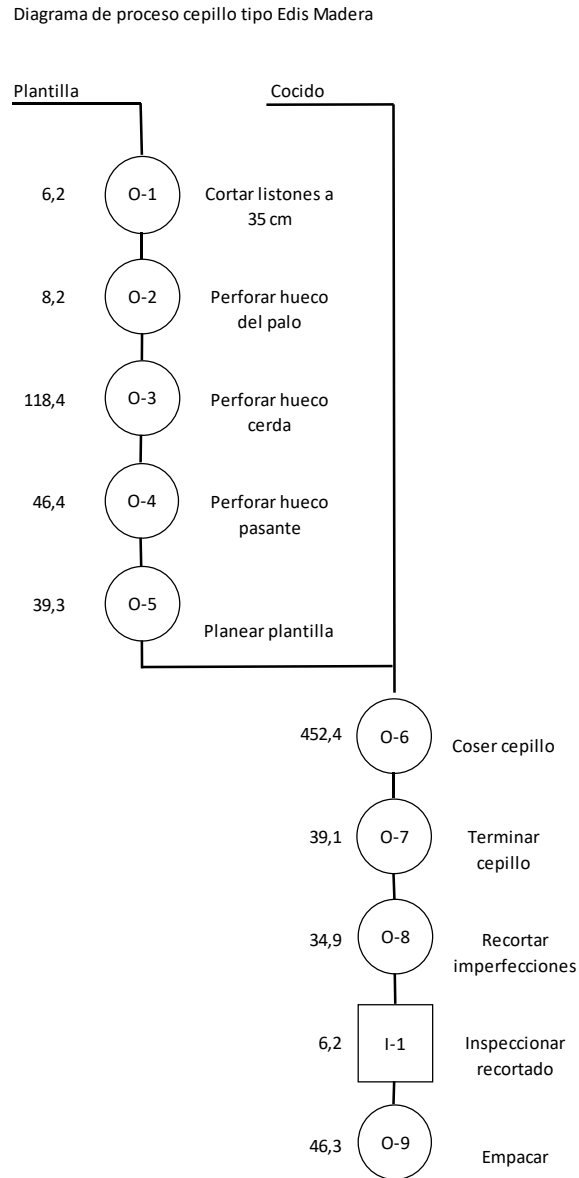 Diagrama de proceso cepillo tipo Edis Madera
Plantilla
Cocido
6,2
O-1
Cortar listones a
35 cm
8,2
O-2
Perforar hueco
del palo
118,4
O-3
Perforar hueco
cerda
46,4
O-4
Perforar hueco
pasante
39,3
O-5
Planear plantilla
452,4
O-6
Coser cepillo
39,1
O-7
Terminar
cepillo
34,9
O-8
Recortar
imperfecciones
6,2
I-1
Inspeccionar
recortado
46,3
O-9
Empacar